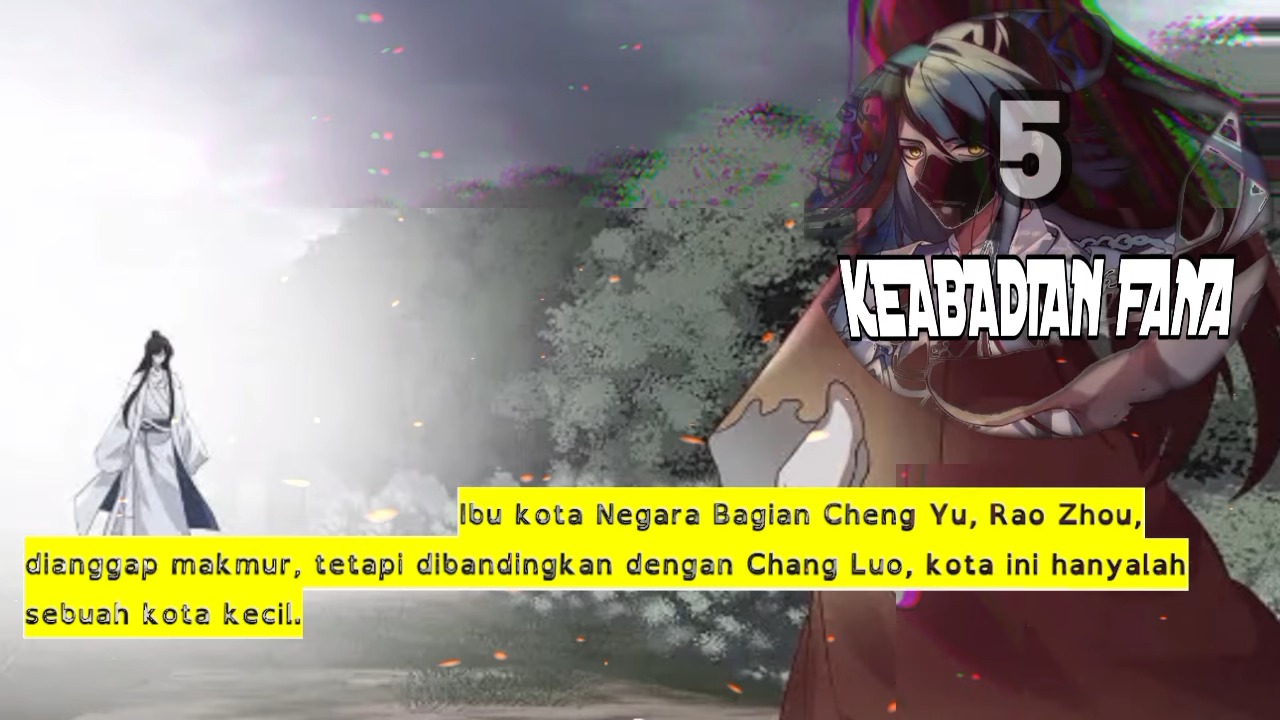 5
KEABADIAN FANA
Ibu kota Negara Bagian Cheng Yu, Rao Zhou,
dianggap makmur, tetapi dibandingkan dengan Chang Luo, kota ini hanyalah
sebuah kota kecil.